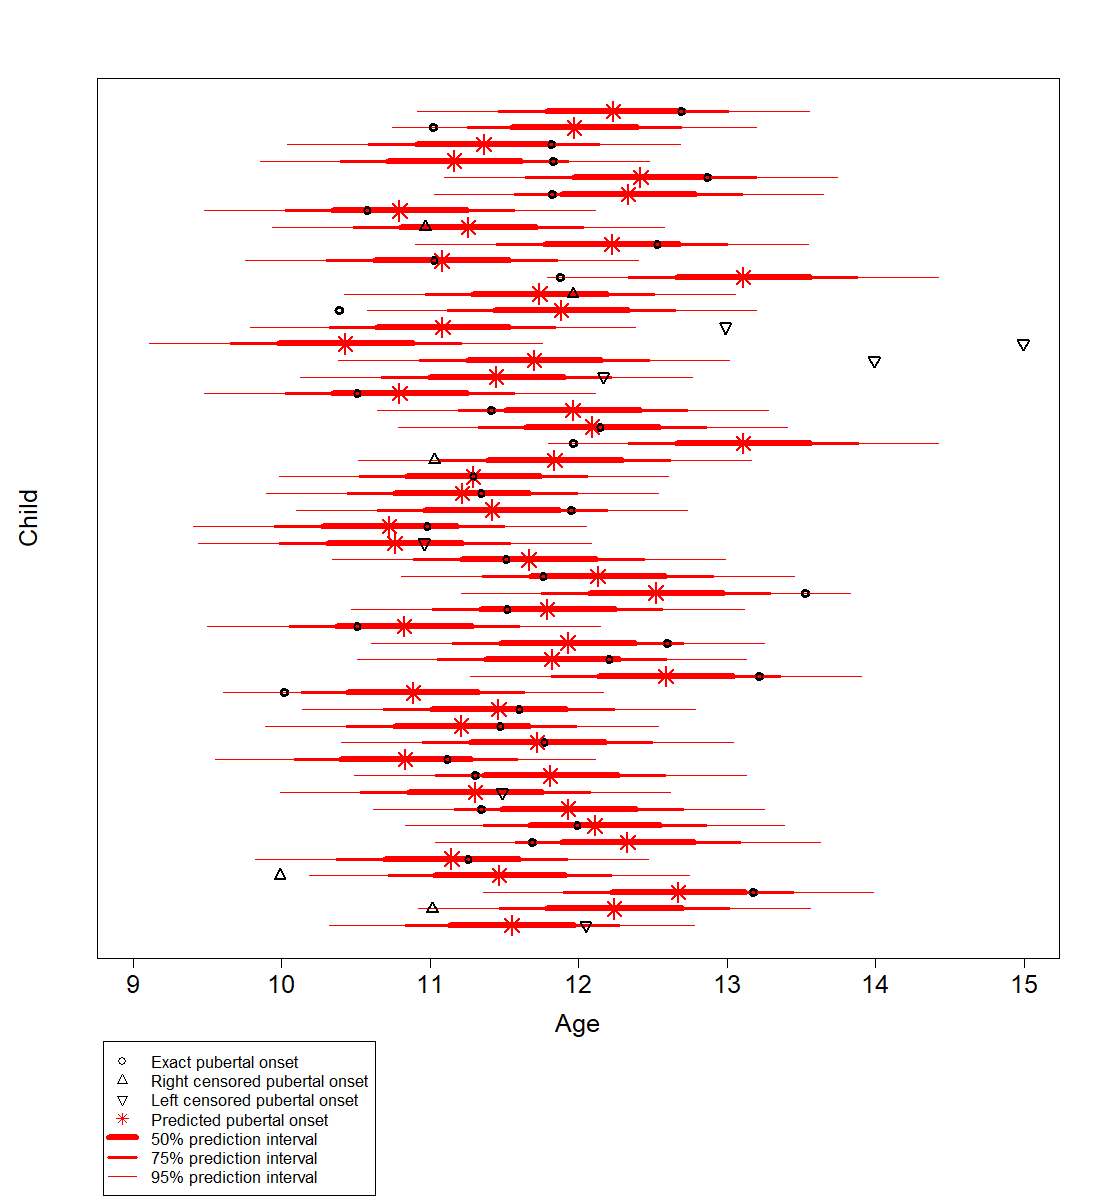 Child
9 10 11 12 13 14 15
Age
Exact pubertal onset
Right censored pubertal onset
Left censored pubertal onset
Predicted pubertal onset
50% prediction interval
75% prediction interval
95% prediction interval